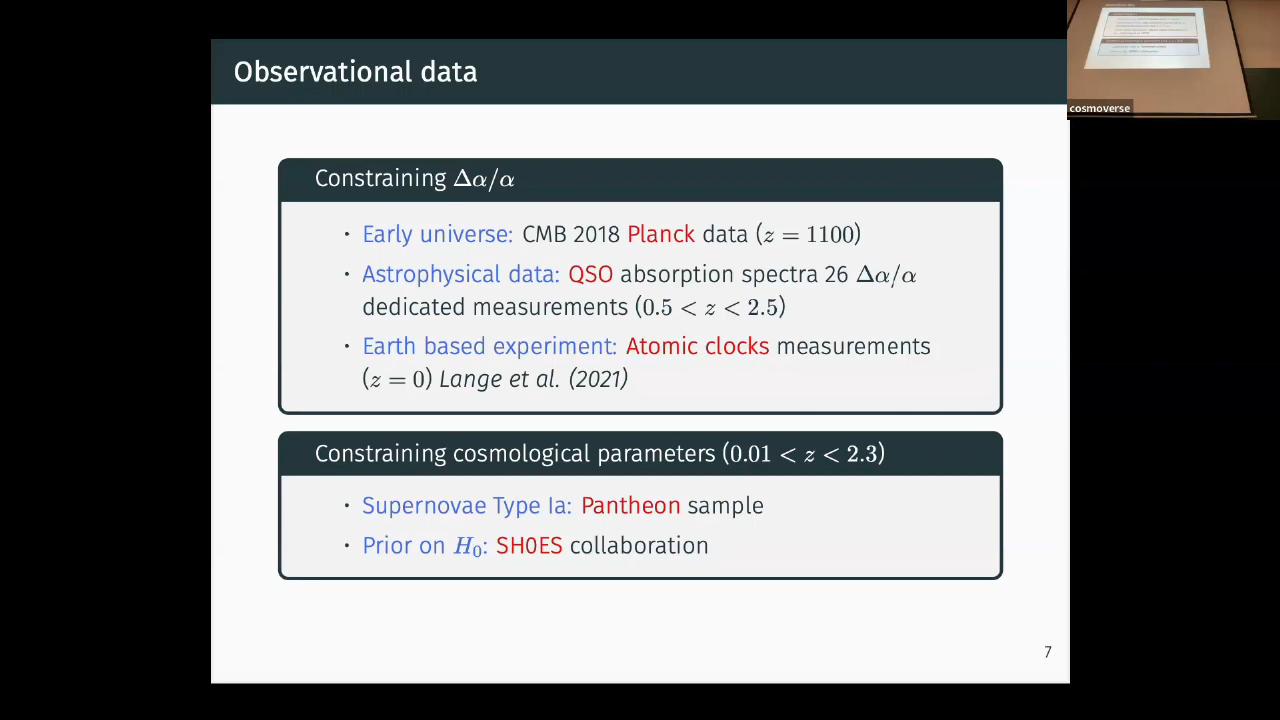 Observational data
cosmoverse
Constraining Δα/α
· Early universe: CMB 2018 Planck data (z = 1100)
· Astrophysical data: QSO absorption spectra 26 Δα/α
dedicated measurements (0.5 < z < 2.5)
· Earth based experiment: Atomic clocks measurements
(z = 0) Lange et al. (2021)
Constraining cosmological parameters (0.01 < z < 2.3)
· Supernovae Type Ia: Pantheon sample
· Prior on H₀: SH0ES collaboration
7